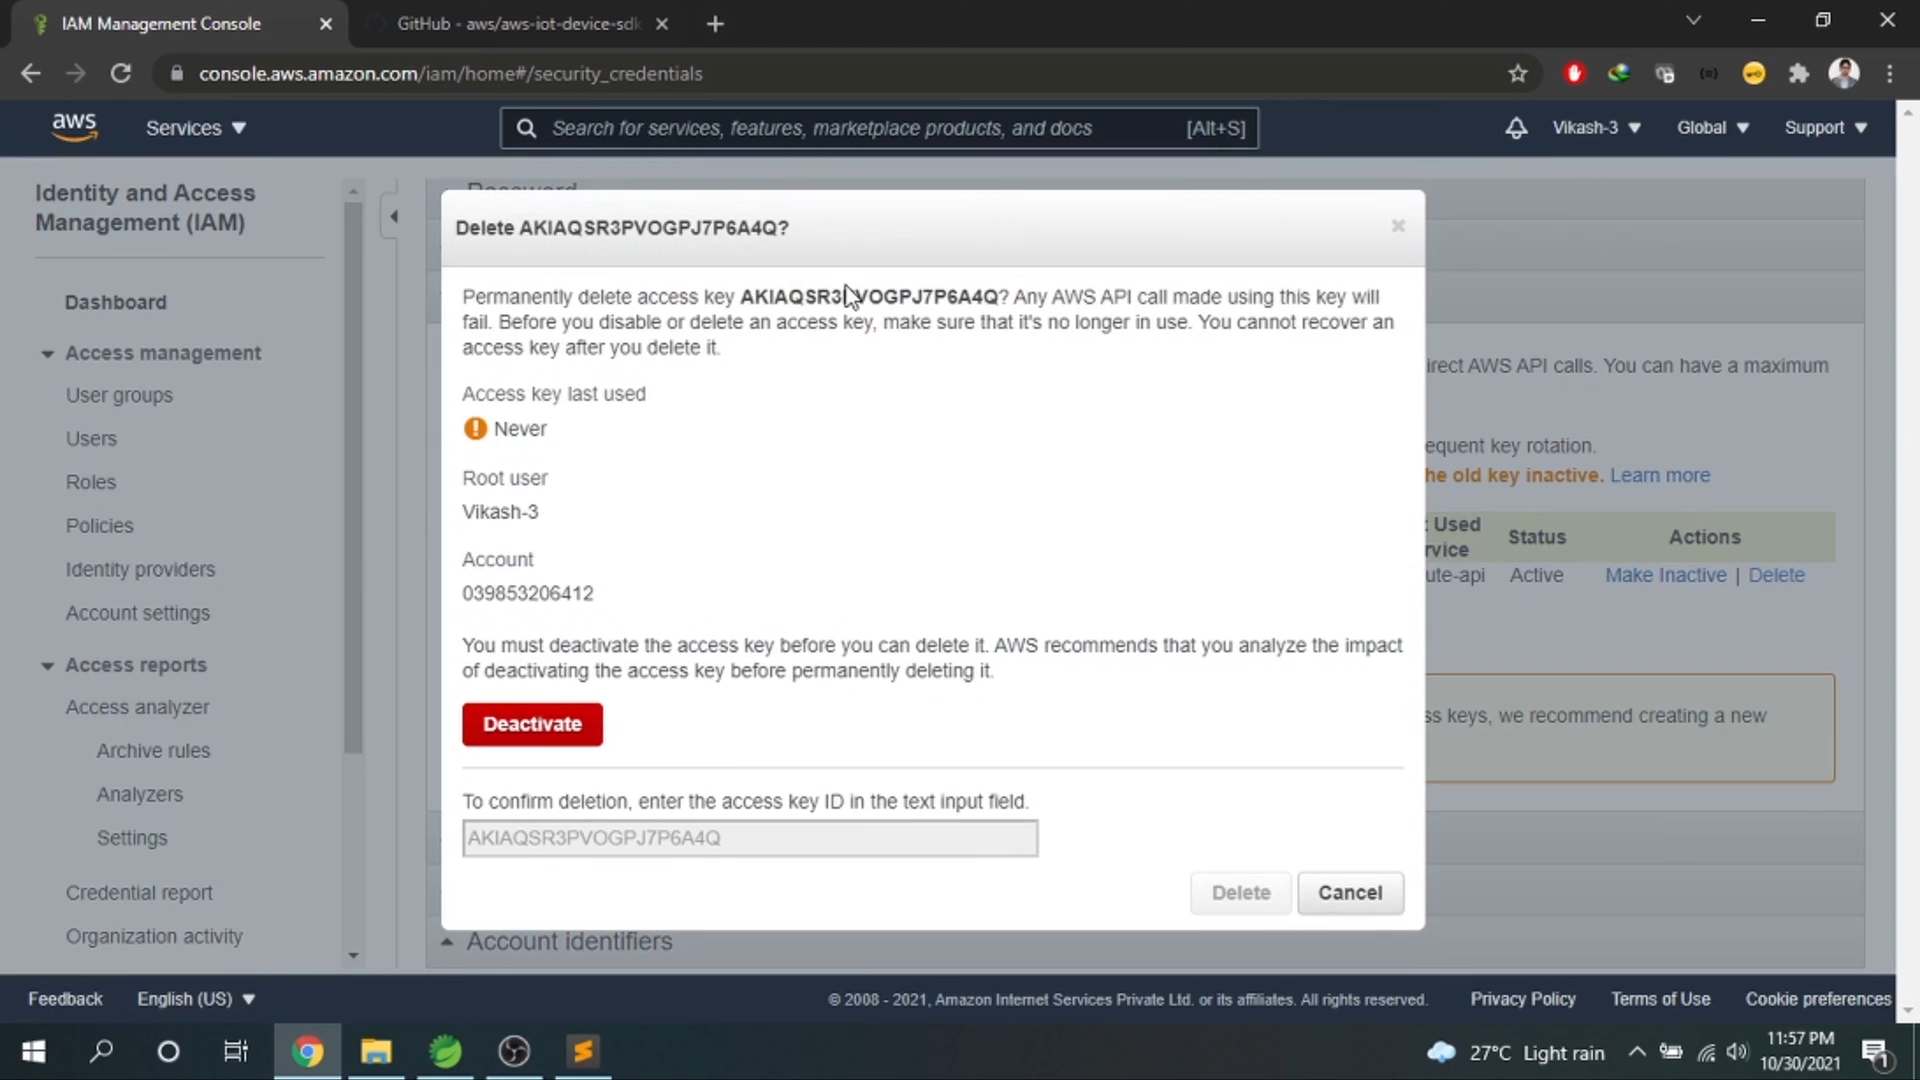 IAM Management Console
GitHub - aws/aws-iot-device-sdk
console.aws.amazon.com/iam/home#/security_credentials
aws
Services
Search for services, features, marketplace products, and docs
[Alt+S]
Vikash-3
Global
Support
Identity and Access
Management (IAM)
Dashboard
Access management
User groups
Users
Roles
Policies
Identity providers
Account settings
Access reports
Access analyzer
Archive rules
Analyzers
Settings
Credential report
Organization activity
Password
Delete AKIAQSR3PVOGPJ7P6A4Q?
Permanently delete access key AKIAQSR3PVOGPJ7P6A4Q? Any AWS API call made using this key will
fail. Before you disable or delete an access key, make sure that it's no longer in use. You cannot recover an
access key after you delete it.
Access key last used
Never
Root user
Vikash-3
Account
039853206412
You must deactivate the access key before you can delete it. AWS recommends that you analyze the impact
of deactivating the access key before permanently deleting it.
Deactivate
To confirm deletion, enter the access key ID in the text input field.
AKIAQSR3PVOGPJ7P6A4Q
Delete
Cancel
irect AWS API calls. You can have a maximum
equent key rotation.
he old key inactive. Learn more
Used
rvice
Status
Actions
ute-api
Active
Make Inactive | Delete
ss keys, we recommend creating a new
Account identifiers
Feedback
English (US)
© 2008 - 2021, Amazon Internet Services Private Ltd. or its affiliates. All rights reserved.
Privacy Policy
Terms of Use
Cookie preferences
27°C Light rain
11:57 PM
10/30/2021
1